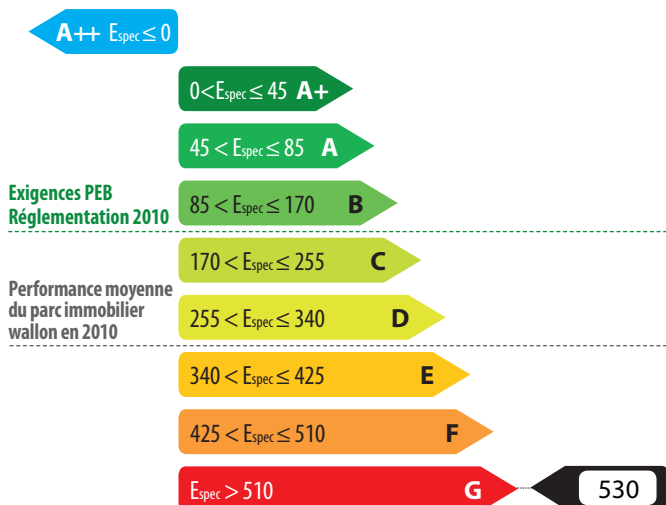 A++ Espec ≤ 0
0<Espec ≤ 45 A+
45 < Espec ≤ 85 A
Exigences PEB
Réglementation 2010
85 < Espec ≤ 170 B
170 < Espec ≤ 255 C
Performance moyenne
du parc immobilier
wallon en 2010
255 < Espec ≤ 340 D
340 < Espec ≤ 425 E
425 < Espec ≤ 510 F
Espec > 510 G
530